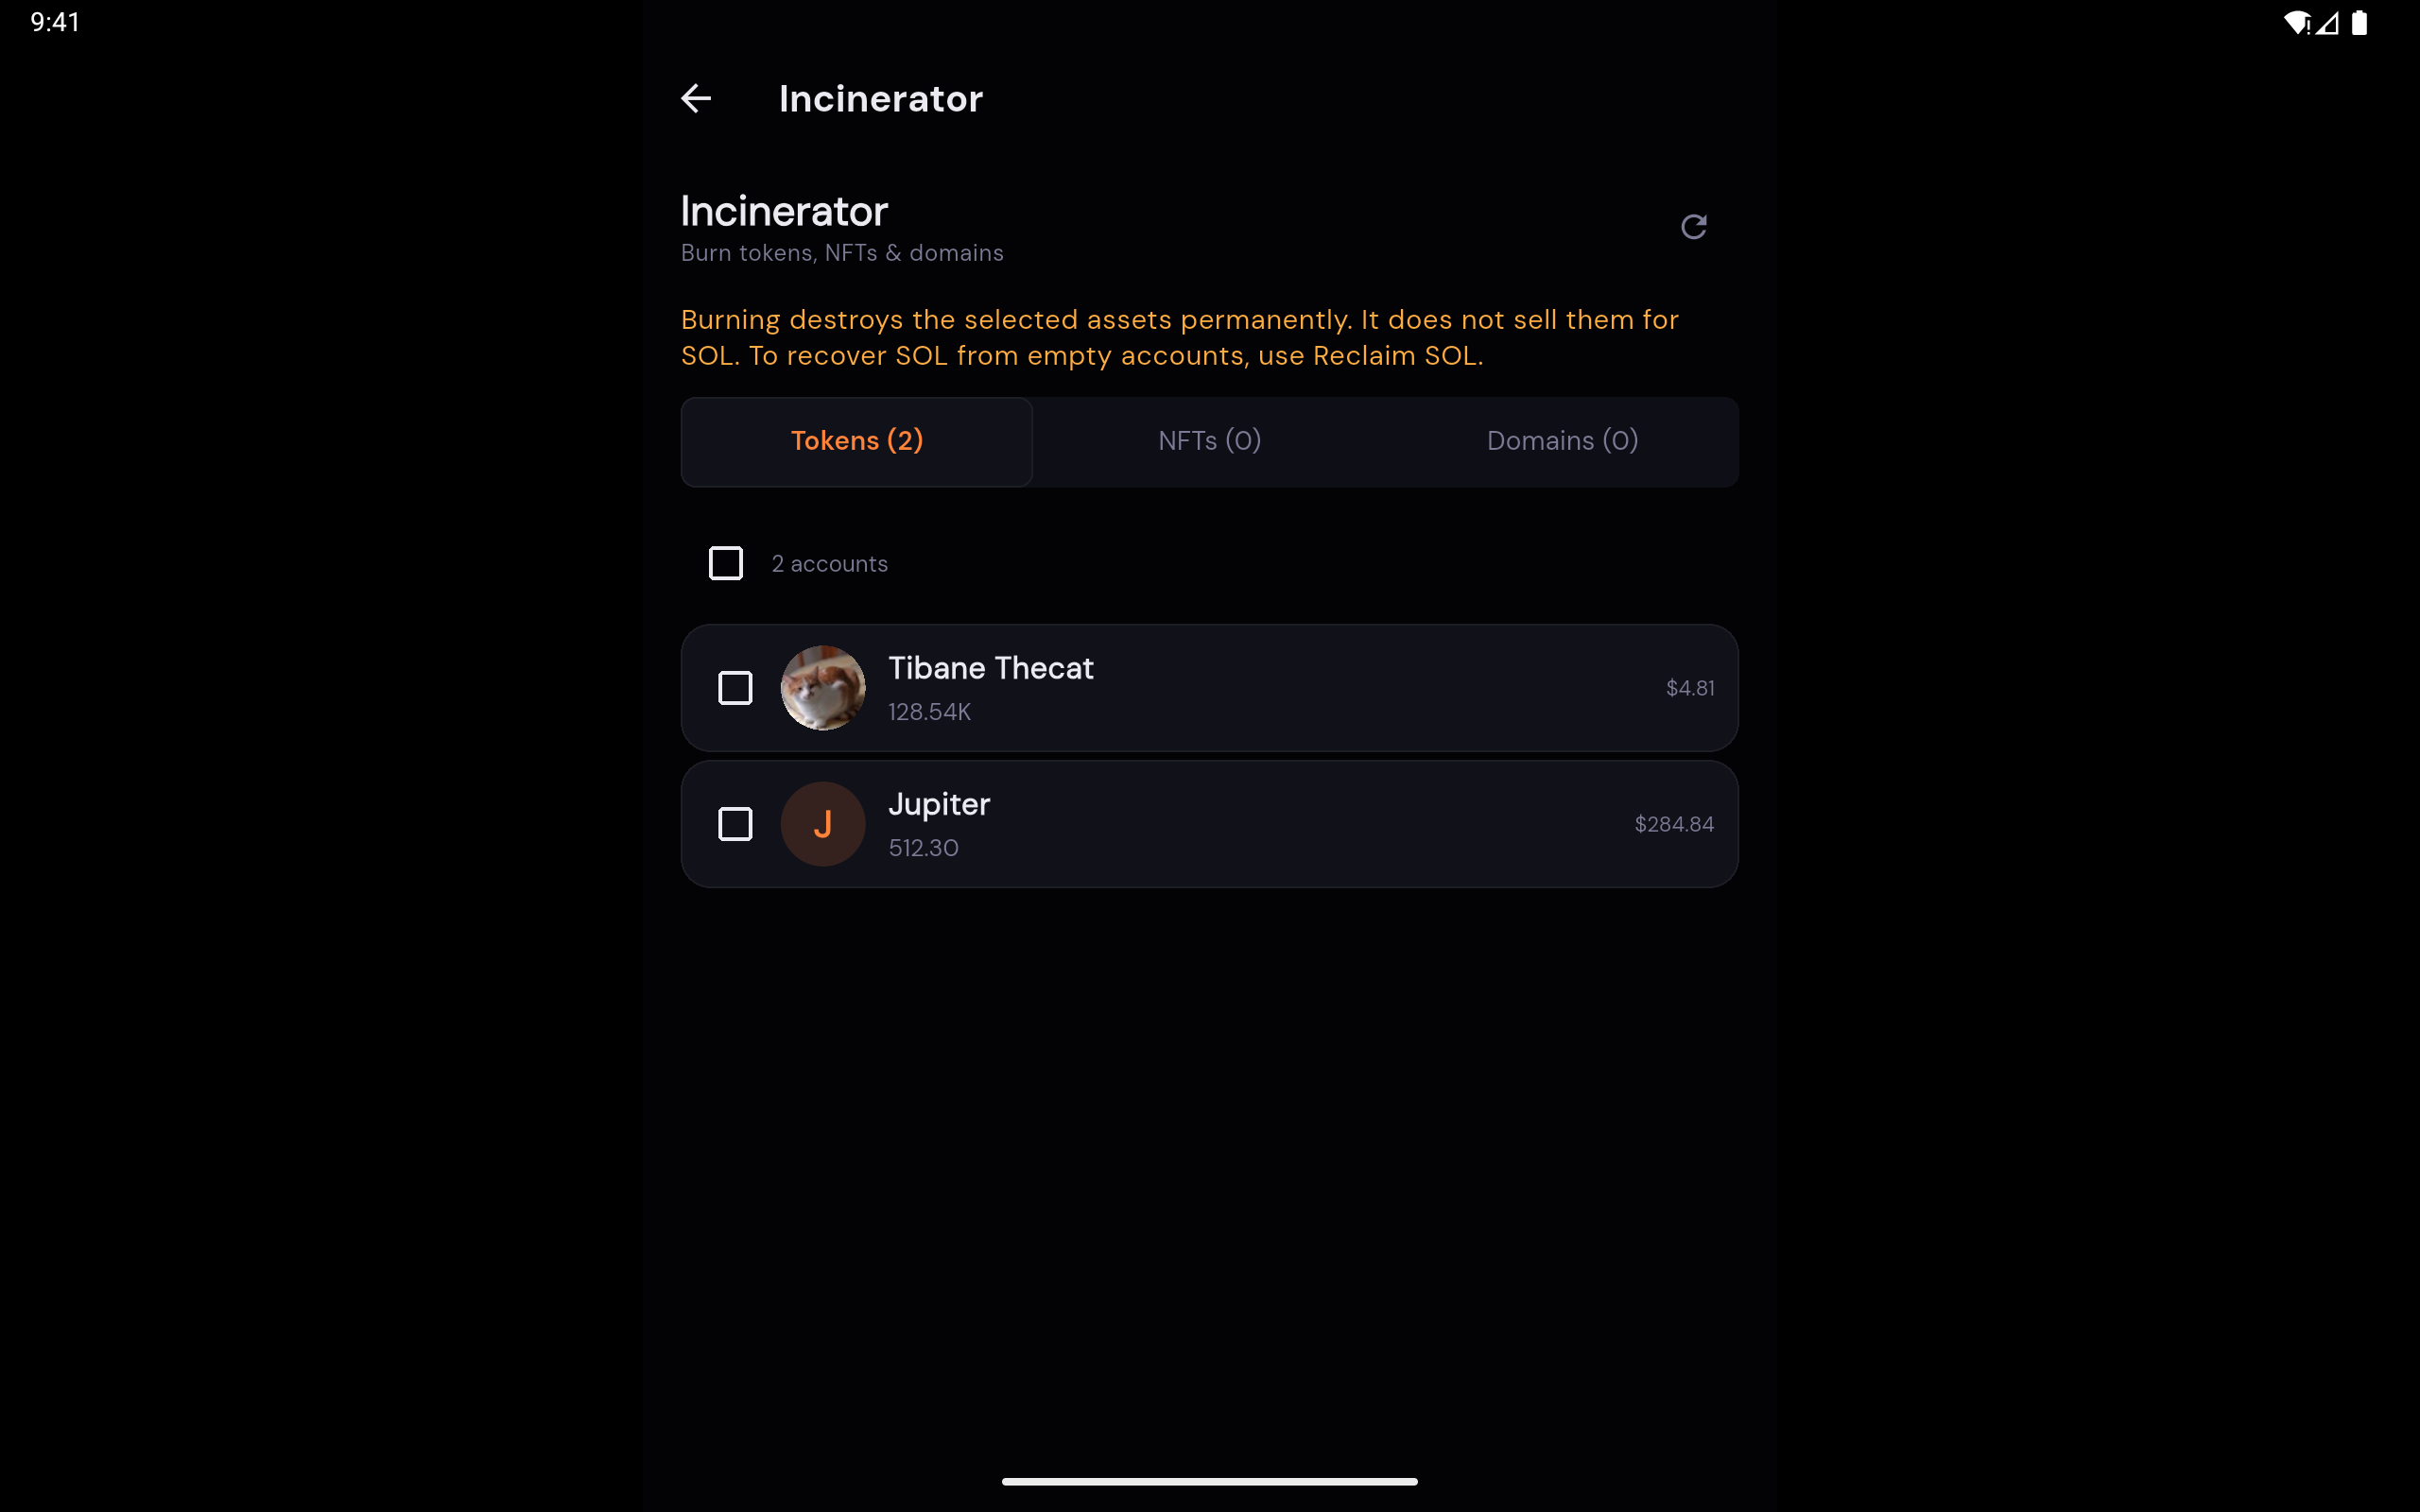 9:41
Incinerator
Incinerator
Burn tokens, NFTs & domains
Burning destroys the selected assets permanently. It does not sell them for
SOL. To recover SOL from empty accounts, use Reclaim SOL.
Tokens (2)
NFTs (0)
Domains (0)
2 accounts
Tibane Thecat
128.54K
$4.81
J
Jupiter
512.30
$284.84